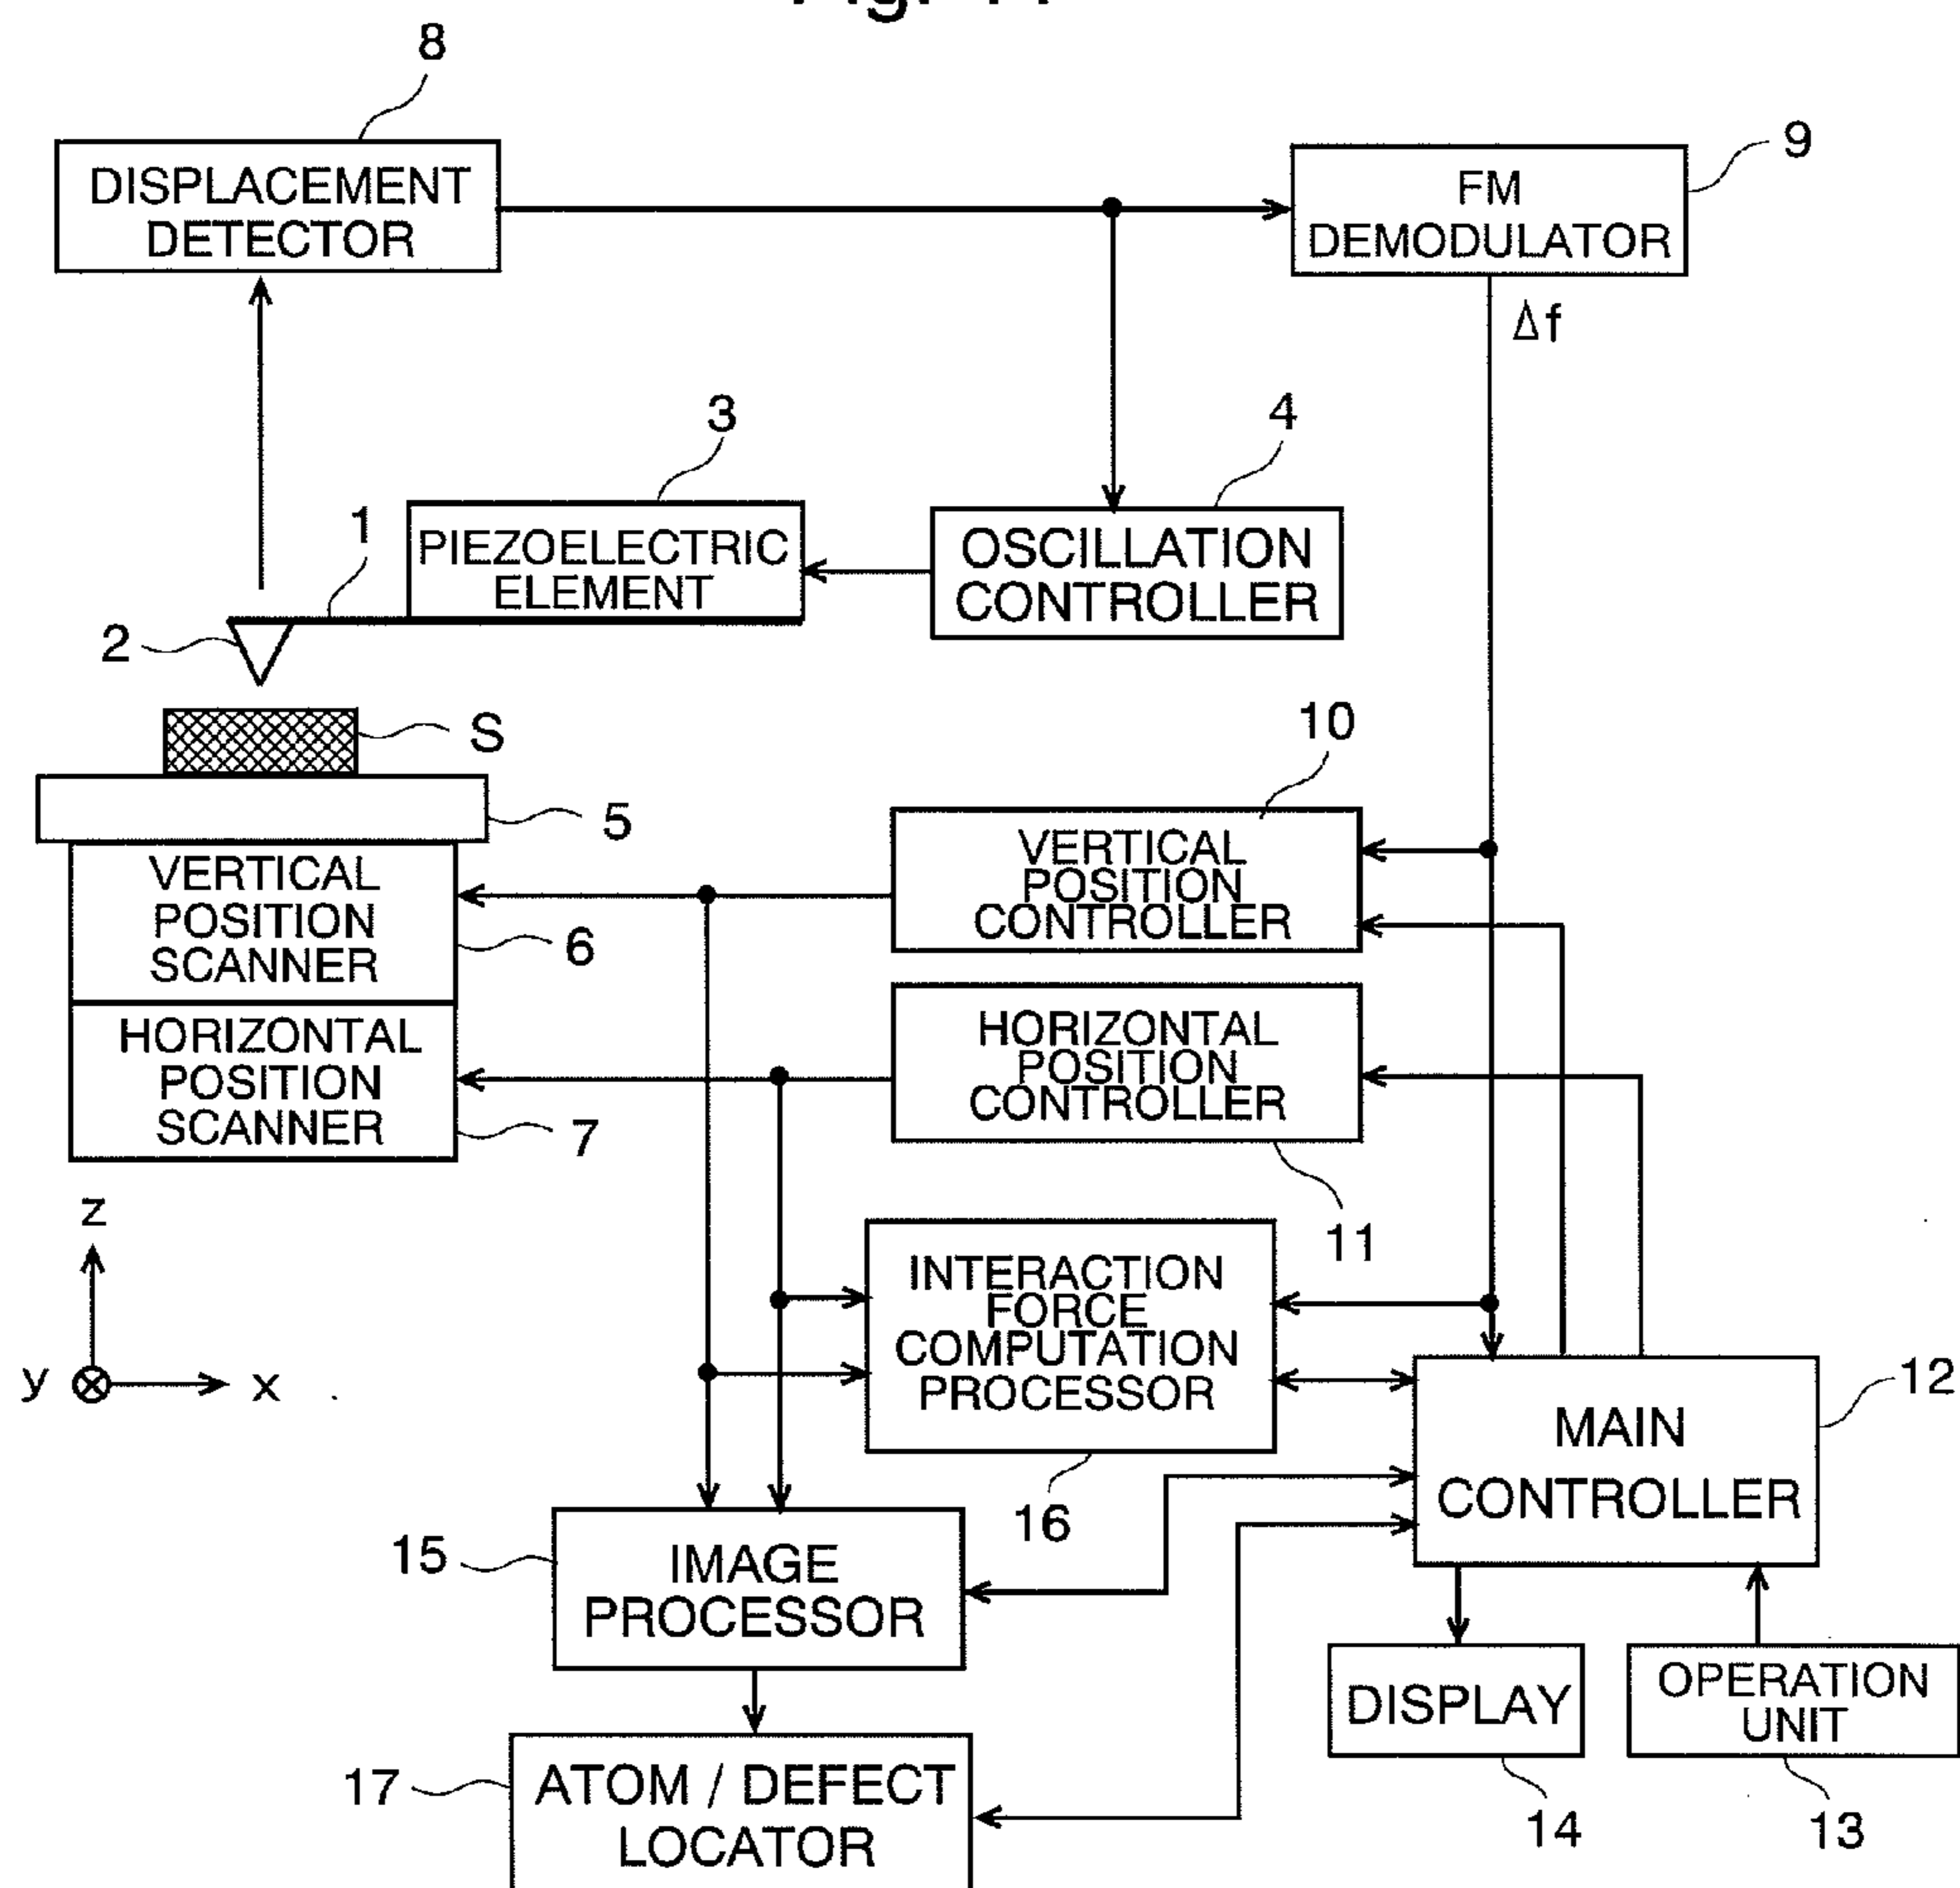 8
DISPLACEMENT
DETECTOR
9
FM
DEMODULATOR
Δf
3
4
1
PIEZOELECTRIC
ELEMENT
OSCILLATION
CONTROLLER
2
S
10
5
VERTICAL
POSITION
CONTROLLER
VERTICAL
POSITION
SCANNER
6
HORIZONTAL
POSITION
CONTROLLER
HORIZONTAL
POSITION
SCANNER
7
11
z
y
x
INTERACTION
FORCE
COMPUTATION
PROCESSOR
12
MAIN
CONTROLLER
16
15
IMAGE
PROCESSOR
DISPLAY
OPERATION
UNIT
17
ATOM / DEFECT
LOCATOR
14
13